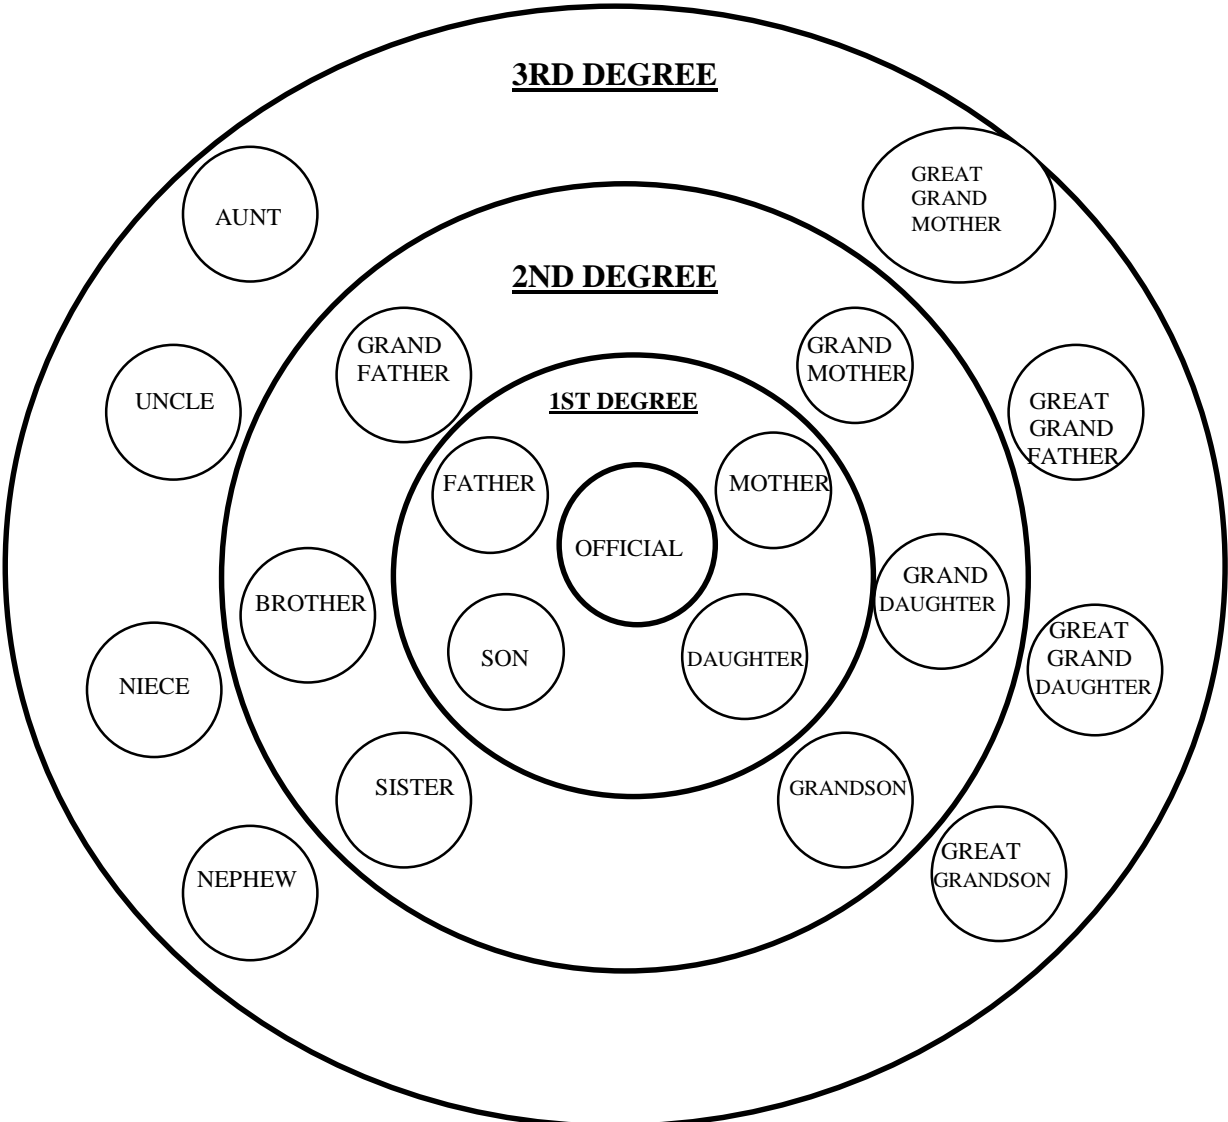 3RD DEGREE
GREAT
GRAND
MOTHER
AUNT
2ND DEGREE
GRAND
FATHER
GRAND
MOTHER
UNCLE
1ST DEGREE
GREAT
GRAND
FATHER
FATHER
MOTHER
OFFICIAL
GRAND
DAUGHTER
BROTHER
GREAT
GRAND
DAUGHTER
SON
DAUGHTER
NIECE
SISTER
GRANDSON
GREAT
GRANDSON
NEPHEW